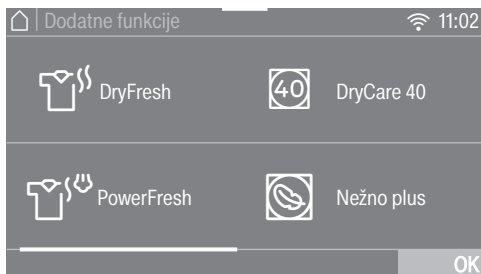 Dodatne funkcije 11:02
DryFresh 40 DryCare 40
PowerFresh Nežno plus
OK